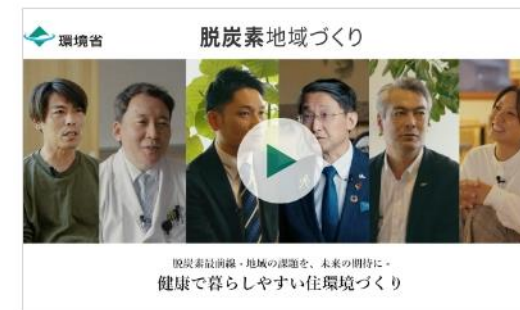 環境省
脱炭素地域づくり
脱炭素最前線 - 地域の課題を、未来の期待に -
健康で暮らしやすい住環境づくり